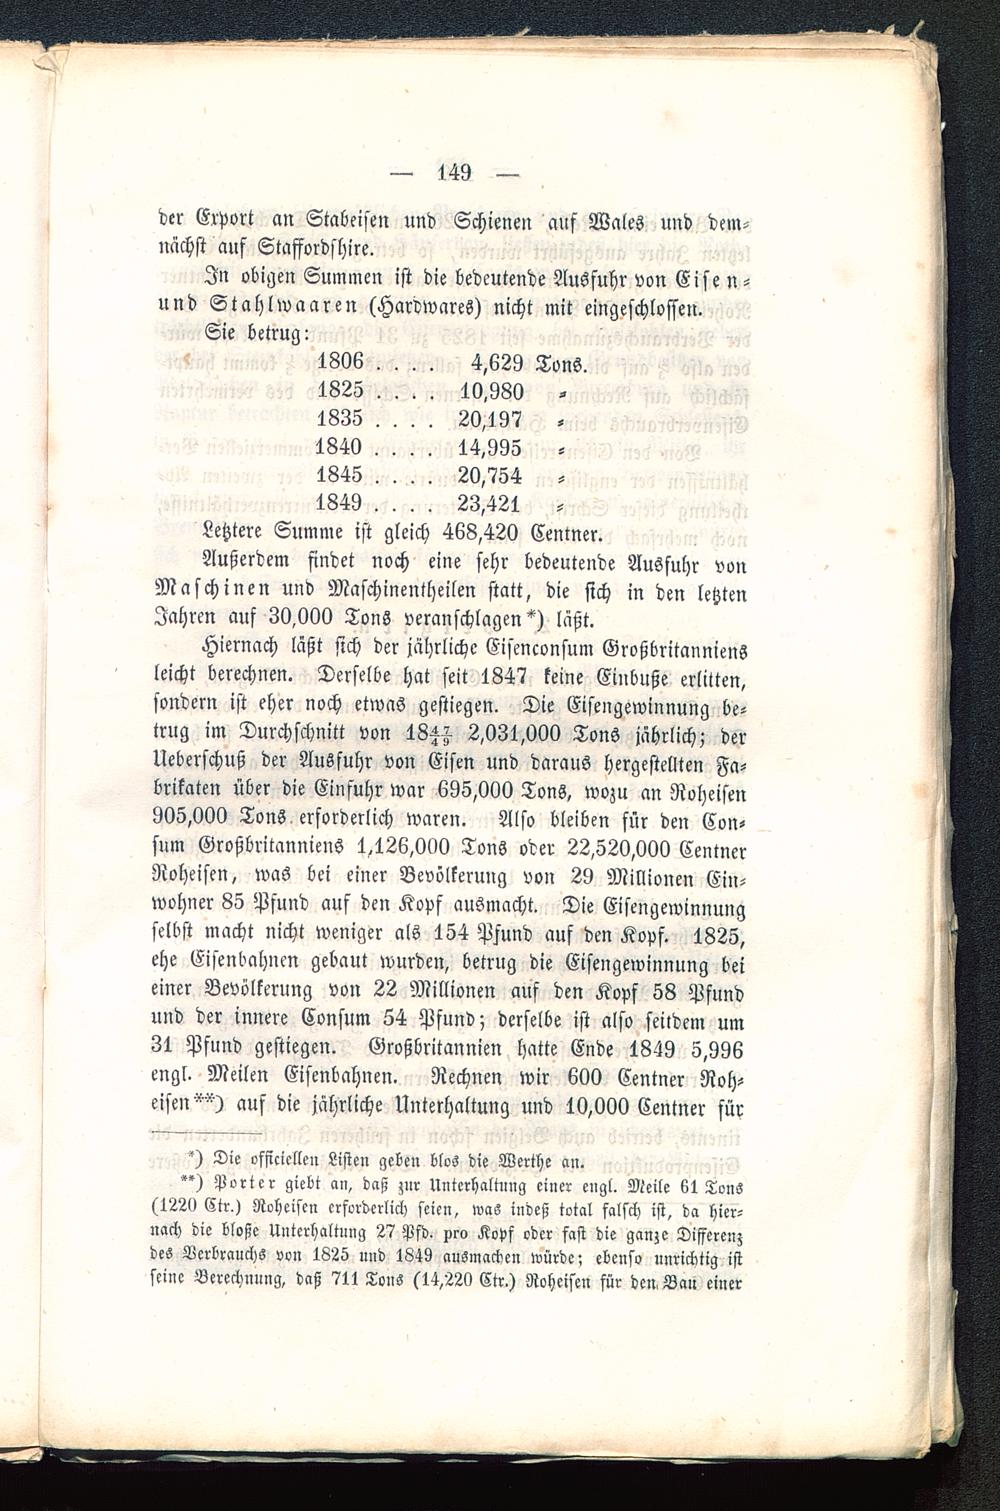 — 149 —
der Export an Stabeisen und Schienen auf Wales und dem-
nächst auf Staffordshire.
In obigen Summen ist die bedeutende Ausfuhr von Eisen-
und Stahlwaaren (Hardwares) nicht mit eingeschlossen.
Sie betrug:
1806 . . . . 4,629 Tons.
1825 . . . . 10,980 „
1835 . . . . 20,197 „
1840 . . . . 14,995 „
1845 . . . . 20,754 „
1849 . . . . 23,421 „
Letztere Summe ist gleich 468,420 Centner.
Außerdem findet noch eine sehr bedeutende Ausfuhr von
Maschinen und Maschinentheilen statt, die sich in den letzten
Jahren auf 30,000 Tons veranschlagen *) läßt.
Hiernach läßt sich der jährliche Eisenconsum Großbritanniens
leicht berechnen. Derselbe hat seit 1847 keine Einbuße erlitten,
sondern ist eher noch etwas gestiegen. Die Eisengewinnung be-
trug im Durchschnitt von 1847/49 2,031,000 Tons jährlich; der
Ueberschuß der Ausfuhr von Eisen und daraus hergestellten Fa-
brikaten über die Einfuhr war 695,000 Tons, wozu an Roheisen
905,000 Tons erforderlich waren. Also bleiben für den Con-
sum Großbritanniens 1,126,000 Tons oder 22,520,000 Centner
Roheisen, was bei einer Bevölkerung von 29 Millionen Ein-
wohner 85 Pfund auf den Kopf ausmacht. Die Eisengewinnung
selbst macht nicht weniger als 154 Pfund auf den Kopf. 1825,
ehe Eisenbahnen gebaut wurden, betrug die Eisengewinnung bei
einer Bevölkerung von 22 Millionen auf den Kopf 58 Pfund
und der innere Consum 54 Pfund; derselbe ist also seitdem um
31 Pfund gestiegen. Großbritannien hatte Ende 1849 5,996
engl. Meilen Eisenbahnen. Rechnen wir 600 Centner Roh-
eisen **) auf die jährliche Unterhaltung und 10,000 Centner für
*) Die officiellen Listen geben blos die Werthe an.
**) Porter giebt an, daß zur Unterhaltung einer engl. Meile 61 Tons
(1220 Ctr.) Roheisen erforderlich seien, was indeß total falsch ist, da hier-
nach die bloße Unterhaltung 27 Pfd. pro Kopf oder fast die ganze Differenz
des Verbrauchs von 1825 und 1849 ausmachen würde; ebenso unrichtig ist
seine Berechnung, daß 711 Tons (14,220 Ctr.) Roheisen für den Bau einer